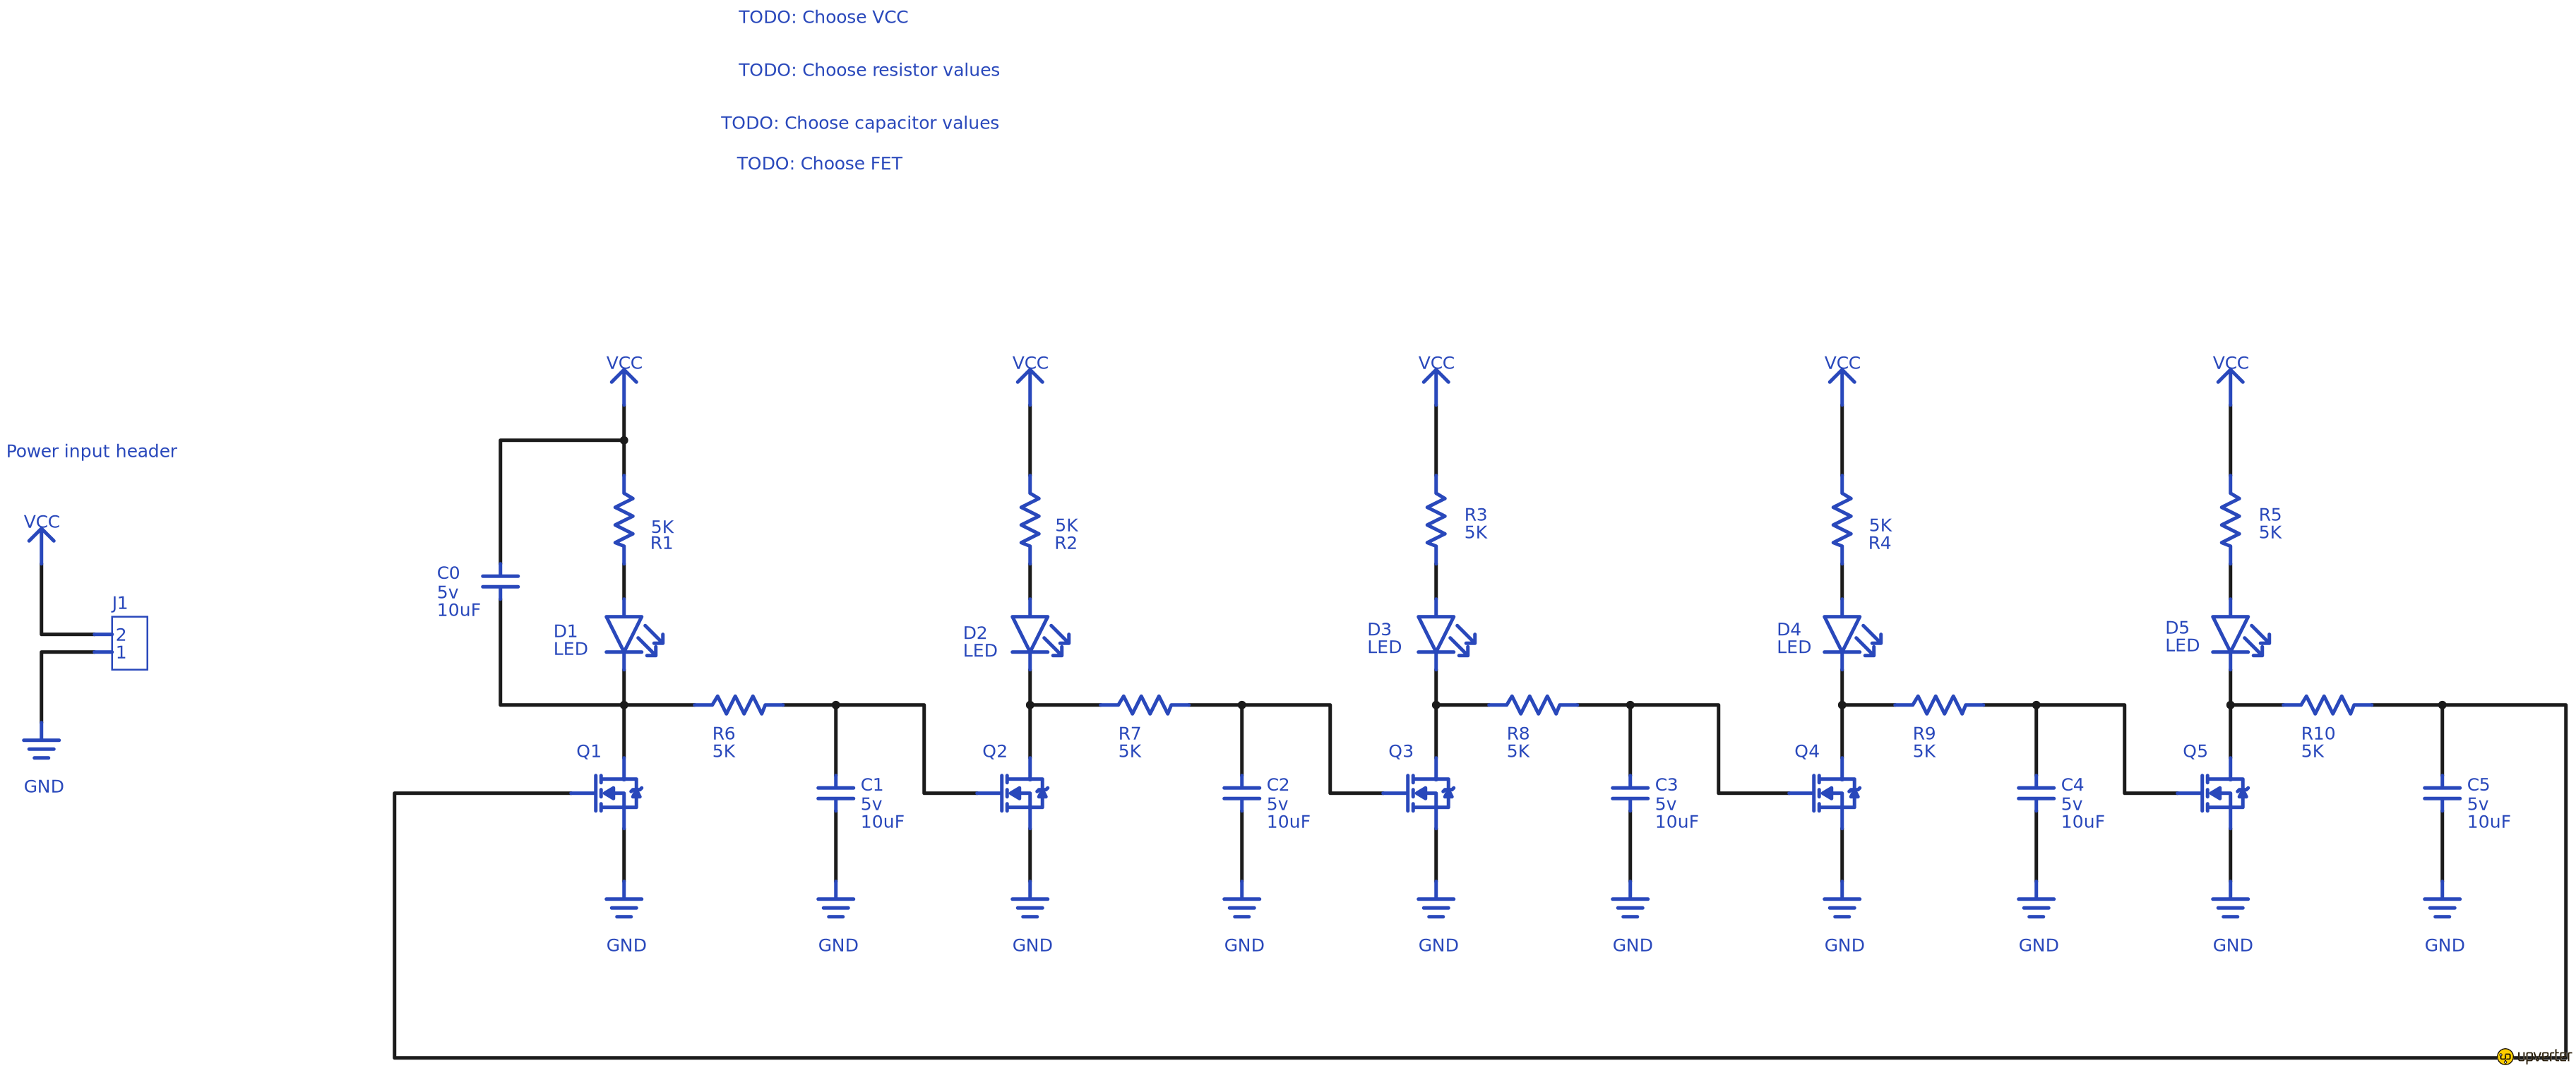 TODO: Choose VCC
TODO: Choose resistor values
TODO: Choose capacitor values
TODO: Choose FET
Power input header
VCC
J1
2
1
GND
VCC
C0
5v
10uF
5K
R1
D1
LED
Q1
GND
R6
5K
C1
5v
10uF
GND
VCC
5K
R2
D2
LED
Q2
GND
R7
5K
C2
5v
10uF
GND
VCC
R3
5K
D3
LED
Q3
GND
R8
5K
C3
5v
10uF
GND
VCC
5K
R4
D4
LED
Q4
GND
R9
5K
C4
5v
10uF
GND
VCC
R5
5K
D5
LED
Q5
GND
R10
5K
C5
5v
10uF
GND
upverter